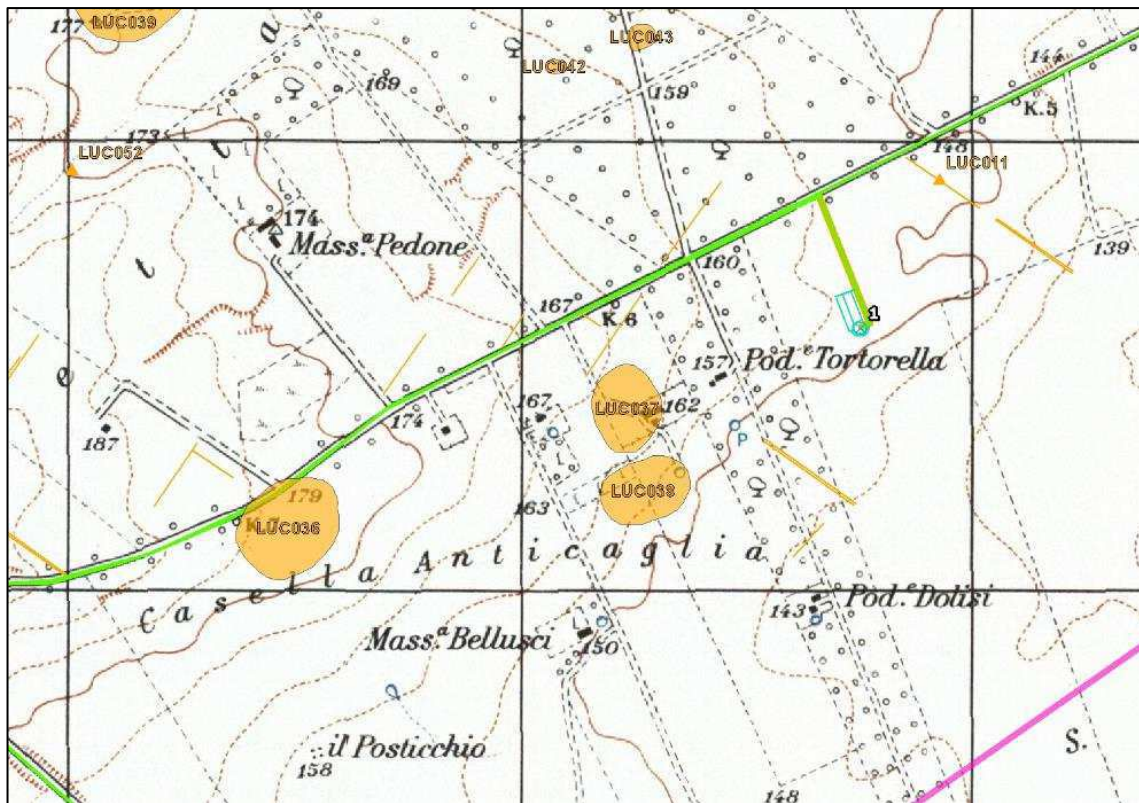 177
LUC039
a
LUC043
LUC042
144
169
159
K.5
173
148
t
LUC052
LUC011
174
Mass.ª Pedone
139
t
160
167
K.6
1
157
Pod.e Tortorella
o
LUC037
162
167
174
187
LUC038
179
LUC036
163
Casella Anticaglia
Pod.e Dolisi
143
Mass.ª Bellusci
150
P
il Posticchio
158
S.
148